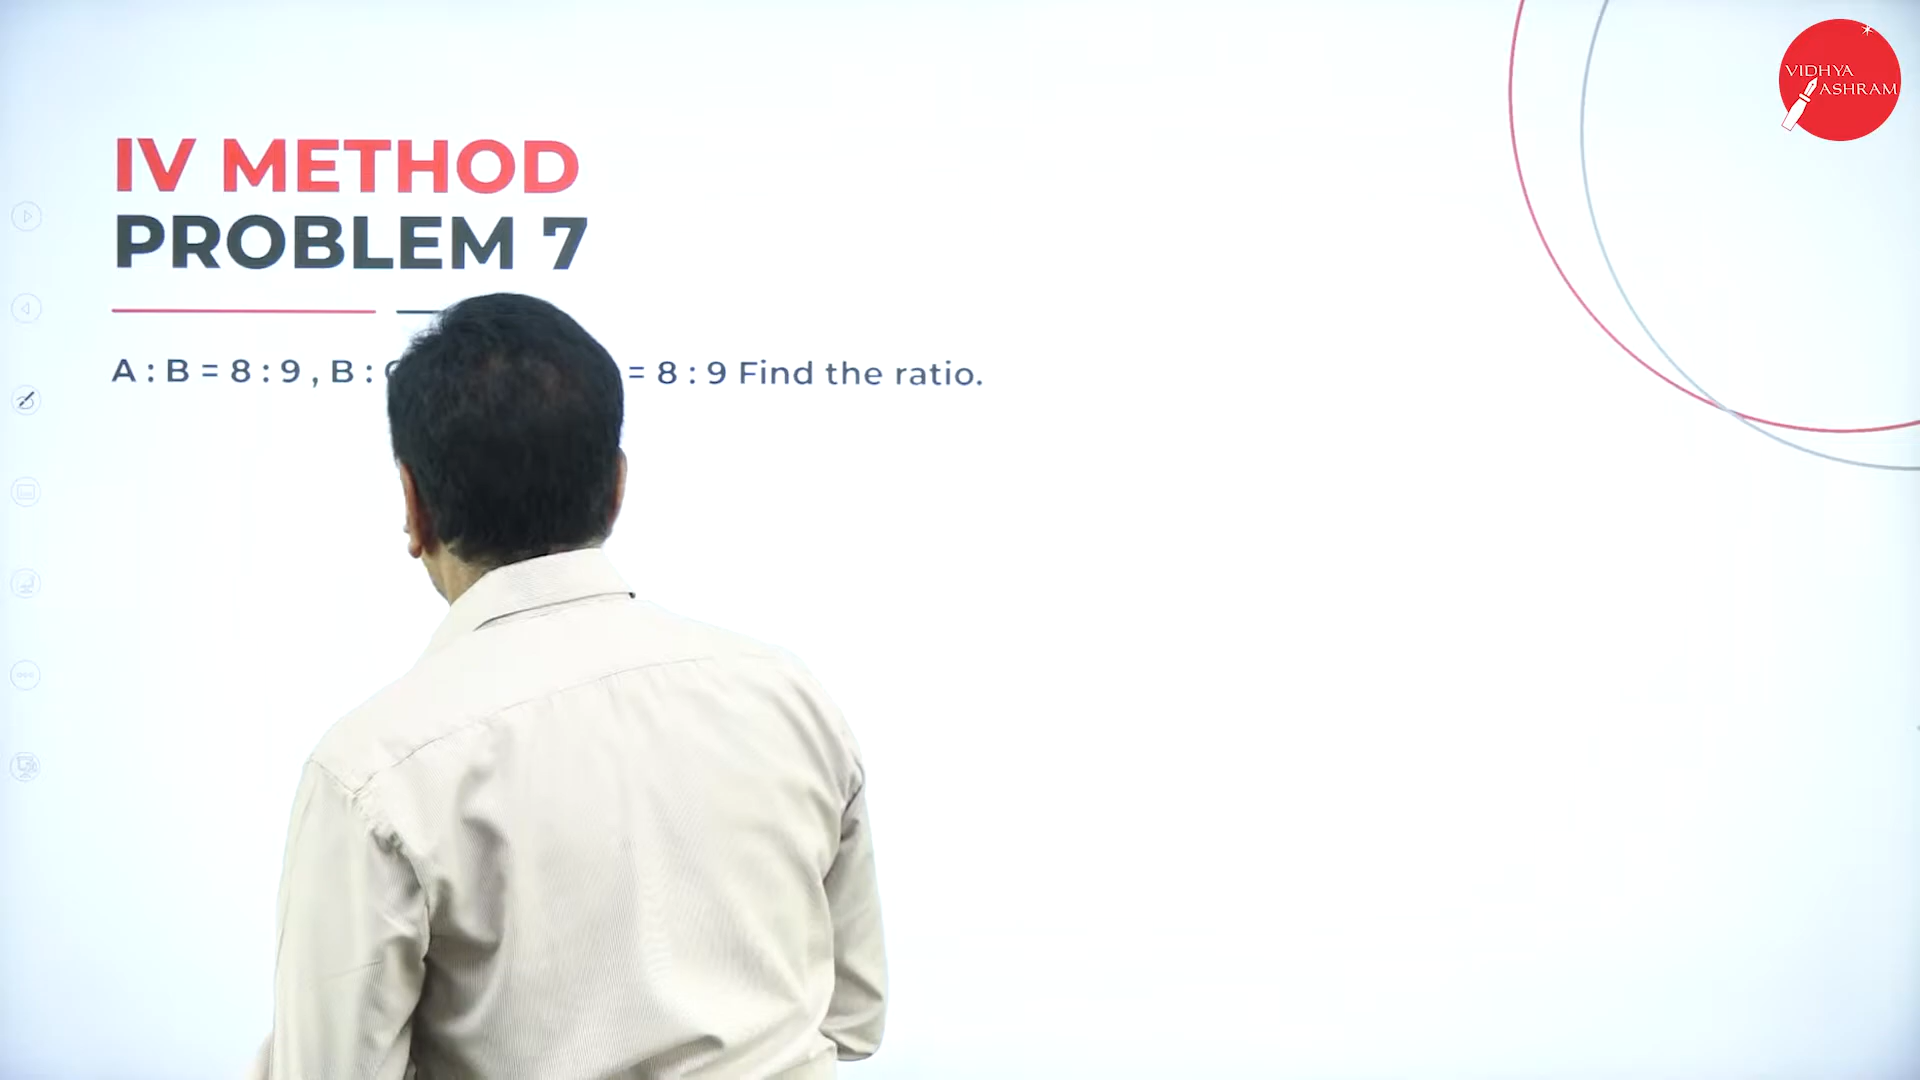 VIDHYA
ASHRAM
IV METHOD
PROBLEM 7
A : B = 8 : 9 , B : = 8 : 9 Find the ratio.